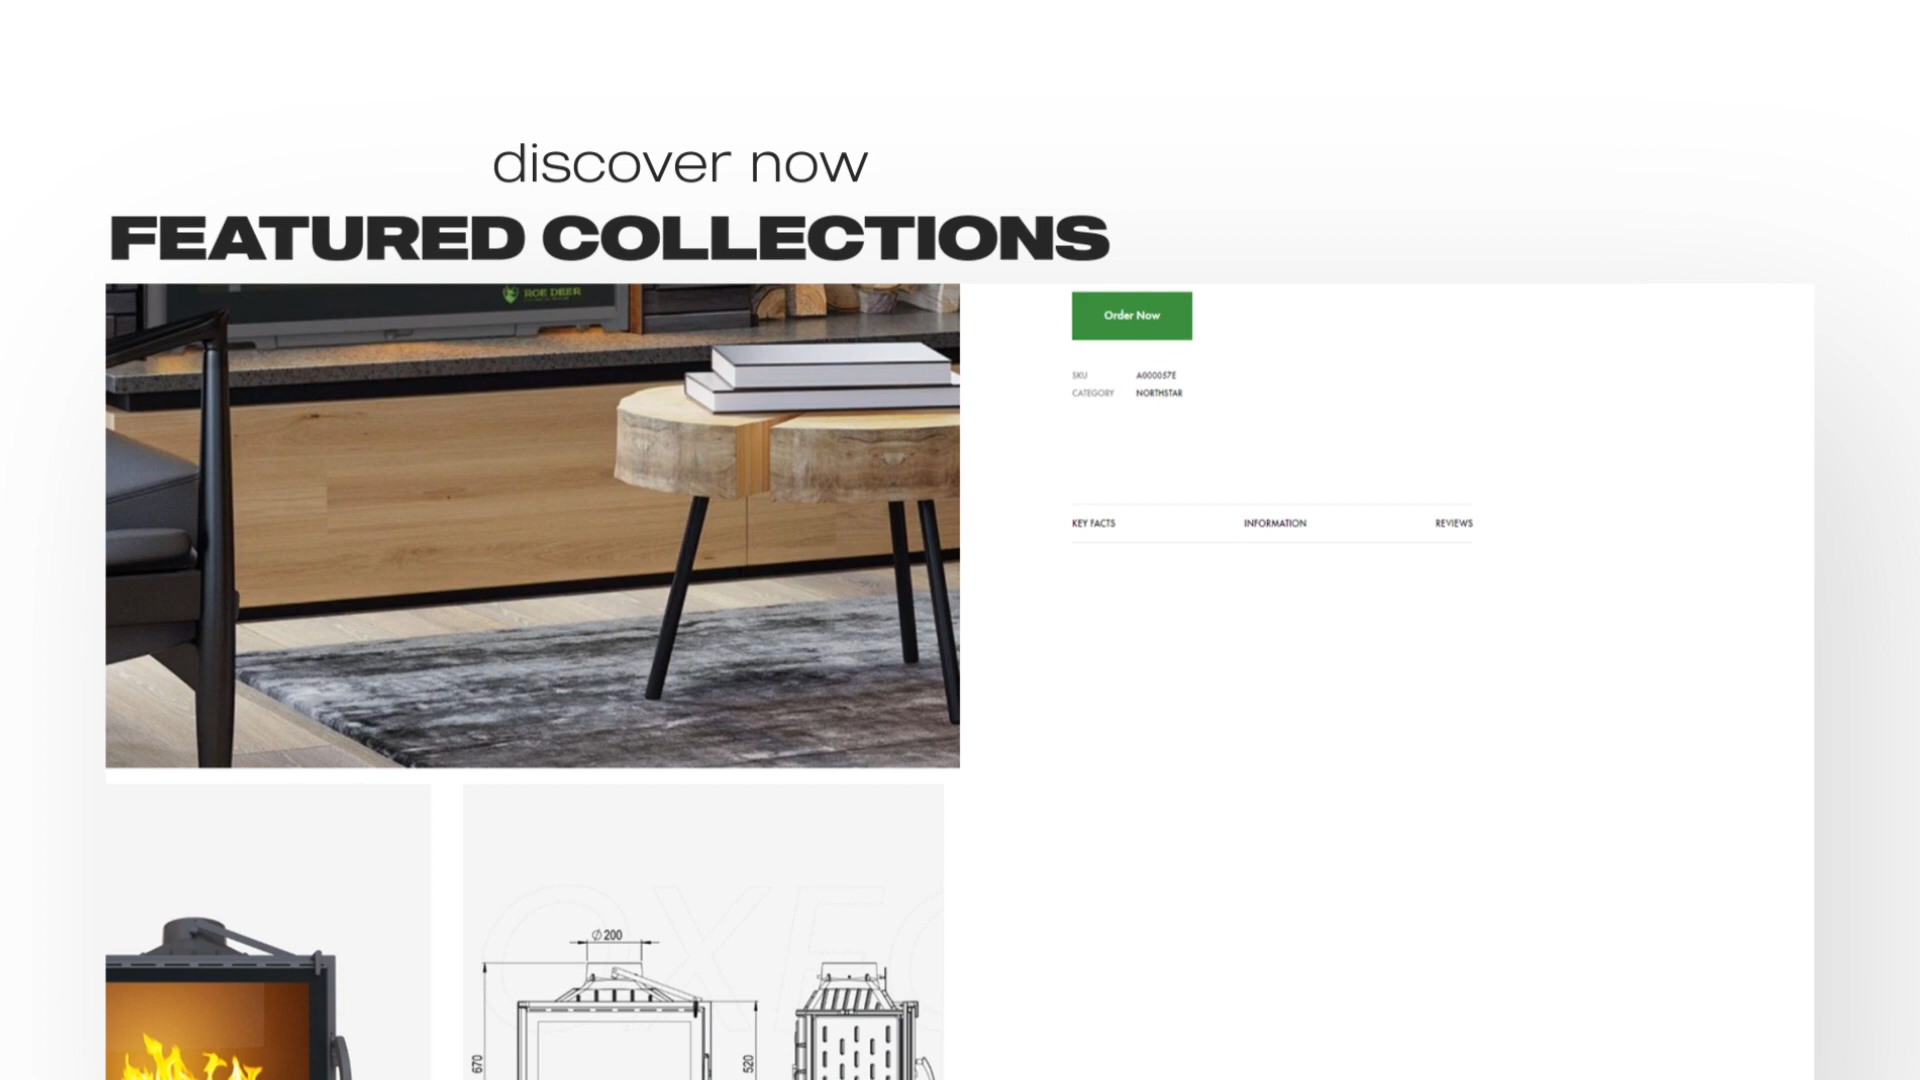 discover now
FEATURED COLLECTIONS
ROE DEER
Order Now
SKU A000057E
CATEGORY NORTHSTAR
KEY FACTS INFORMATION REVIEWS
Ø200
670
520